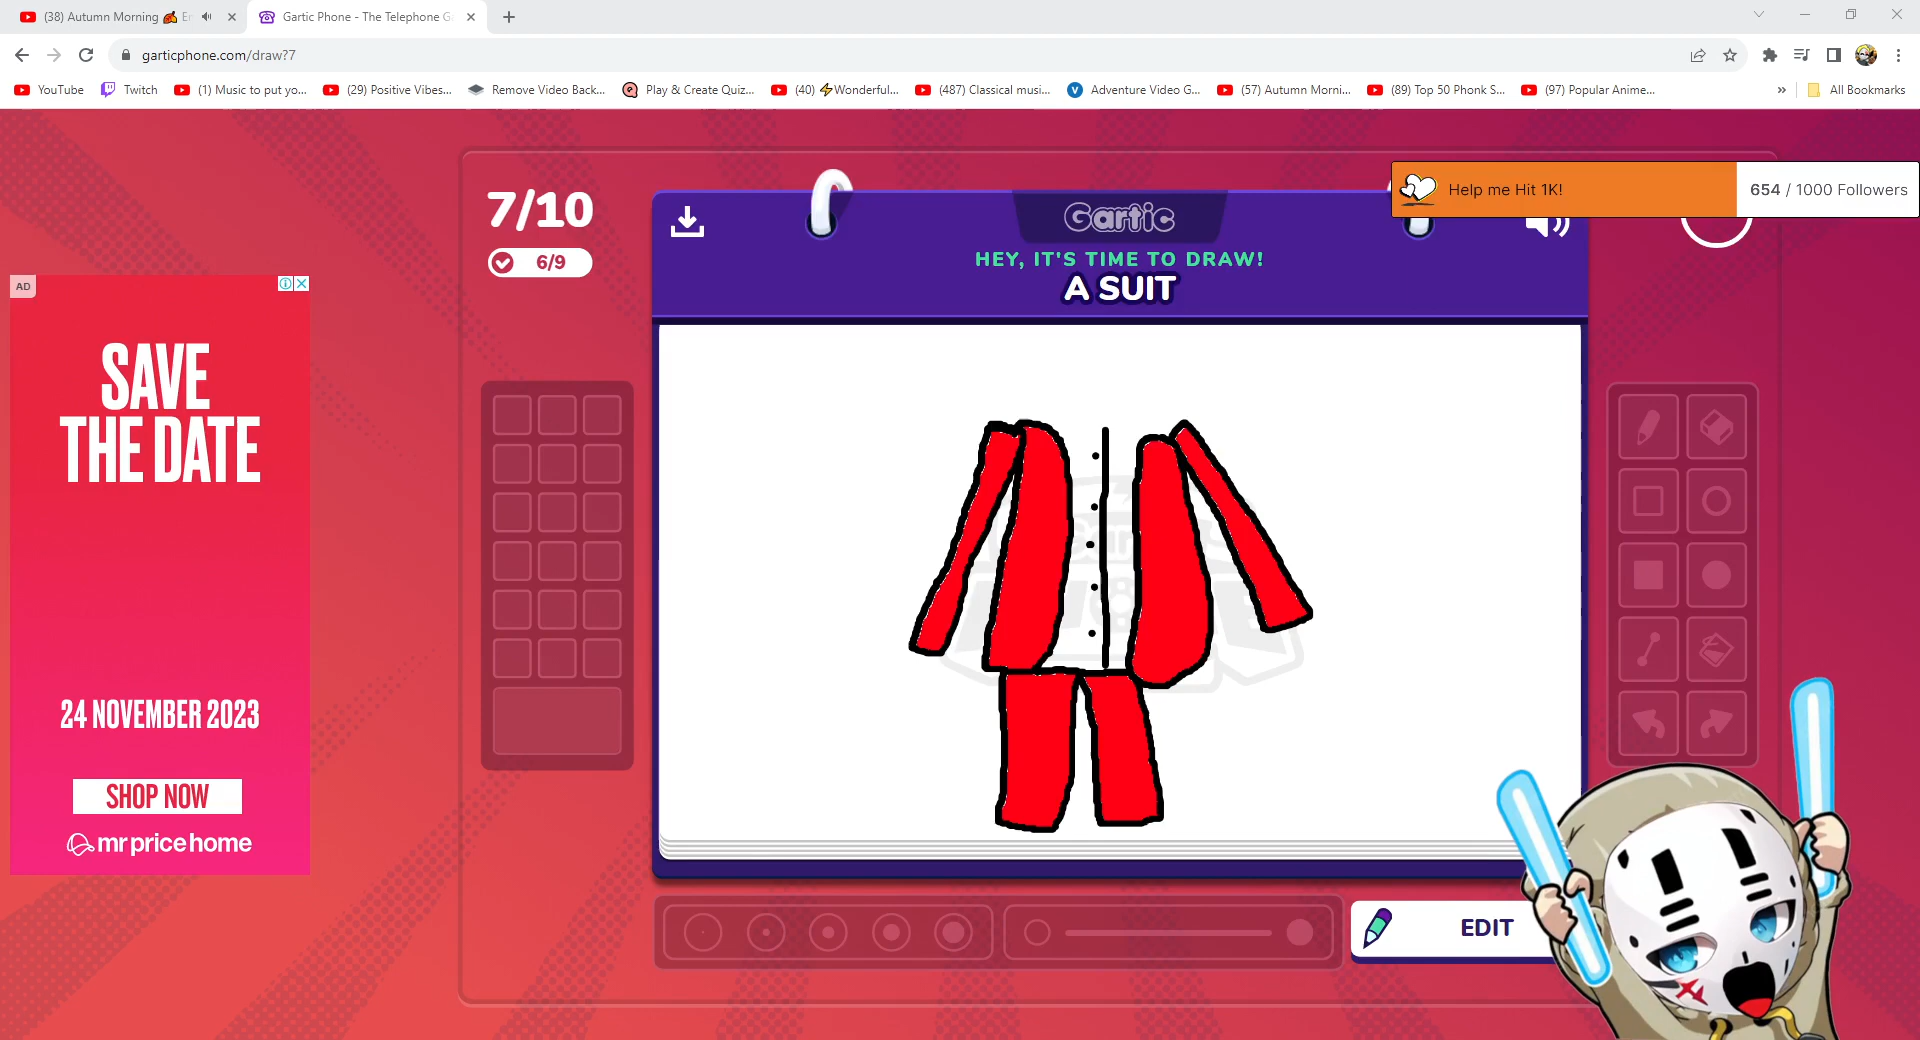 (38) Autumn Morning
Gartic Phone - The Telephone G
garticphone.com/draw?7
YouTube
Twitch
(1) Music to put yo...
(29) Positive Vibes...
Remove Video Back...
Play & Create Quiz...
(40) ⚡Wonderful...
(487) Classical musi...
Adventure Video G...
(57) Autumn Morni...
(89) Top 50 Phonk S...
(97) Popular Anime...
»
All Bookmarks
7/10
6/9
Gartic
HEY, IT'S TIME TO DRAW!
A SUIT
Help me Hit 1K!
654 / 1000 Followers
AD
SAVE
THE DATE
24 NOVEMBER 2023
SHOP NOW
mr price home
EDIT